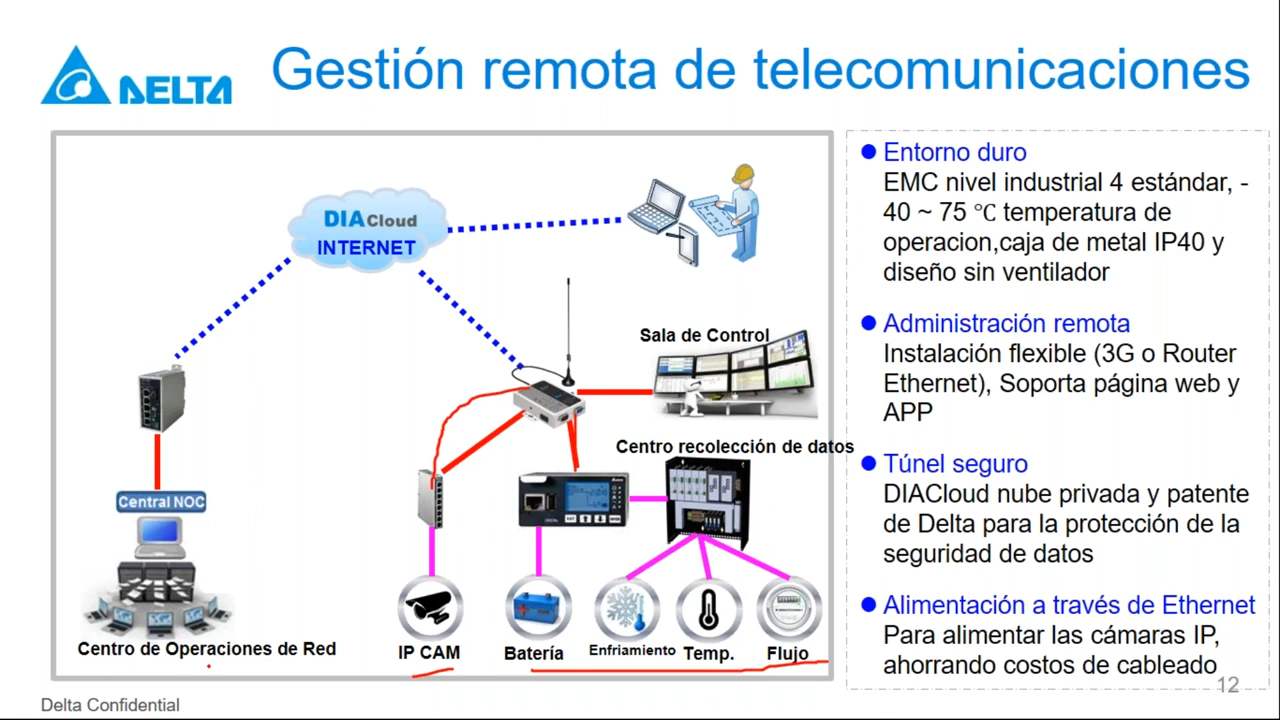 DELTA
Gestión remota de telecomunicaciones
DIACloud
INTERNET
Sala de Control
Centro recolección de datos
Central NOC
Centro de Operaciones de Red
IP CAM
Batería
Enfriamiento
Temp.
Flujo
Entorno duro
EMC nivel industrial 4 estándar, -
40 ~ 75 ℃ temperatura de
operacion,caja de metal IP40 y
diseño sin ventilador
Administración remota
Instalación flexible (3G o Router
Ethernet), Soporta página web y
APP
Túnel seguro
DIACloud nube privada y patente
de Delta para la protección de la
seguridad de datos
Alimentación a través de Ethernet
Para alimentar las cámaras IP,
ahorrando costos de cableado
12
Delta Confidential